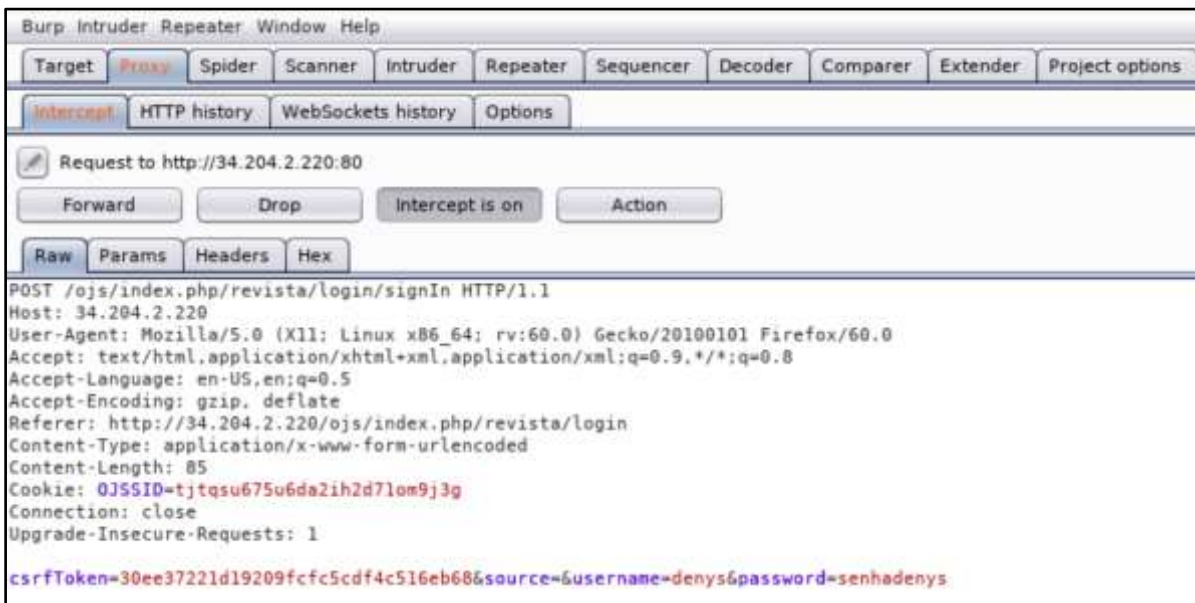 Burp Intruder Repeater Window Help
Target Proxy Spider Scanner Intruder Repeater Sequencer Decoder Comparer Extender Project options
Intercept HTTP history WebSockets history Options
Request to http://34.204.2.220:80
Forward Drop Intercept is on Action
Raw Params Headers Hex
POST /ojs/index.php/revista/login/signIn HTTP/1.1
Host: 34.204.2.220
User-Agent: Mozilla/5.0 (X11; Linux x86_64; rv:60.0) Gecko/20100101 Firefox/60.0
Accept: text/html,application/xhtml+xml,application/xml;q=0.9,*/*;q=0.8
Accept-Language: en-US,en;q=0.5
Accept-Encoding: gzip, deflate
Referer: http://34.204.2.220/ojs/index.php/revista/login
Content-Type: application/x-www-form-urlencoded
Content-Length: 85
Cookie: OJSSID=tjtqsu675u6da2ih2d7lom9j3g
Connection: close
Upgrade-Insecure-Requests: 1
csrfToken=30ee37221d19209fcfc5cdf4c516eb68&source=&username=denys&password=senhadenys